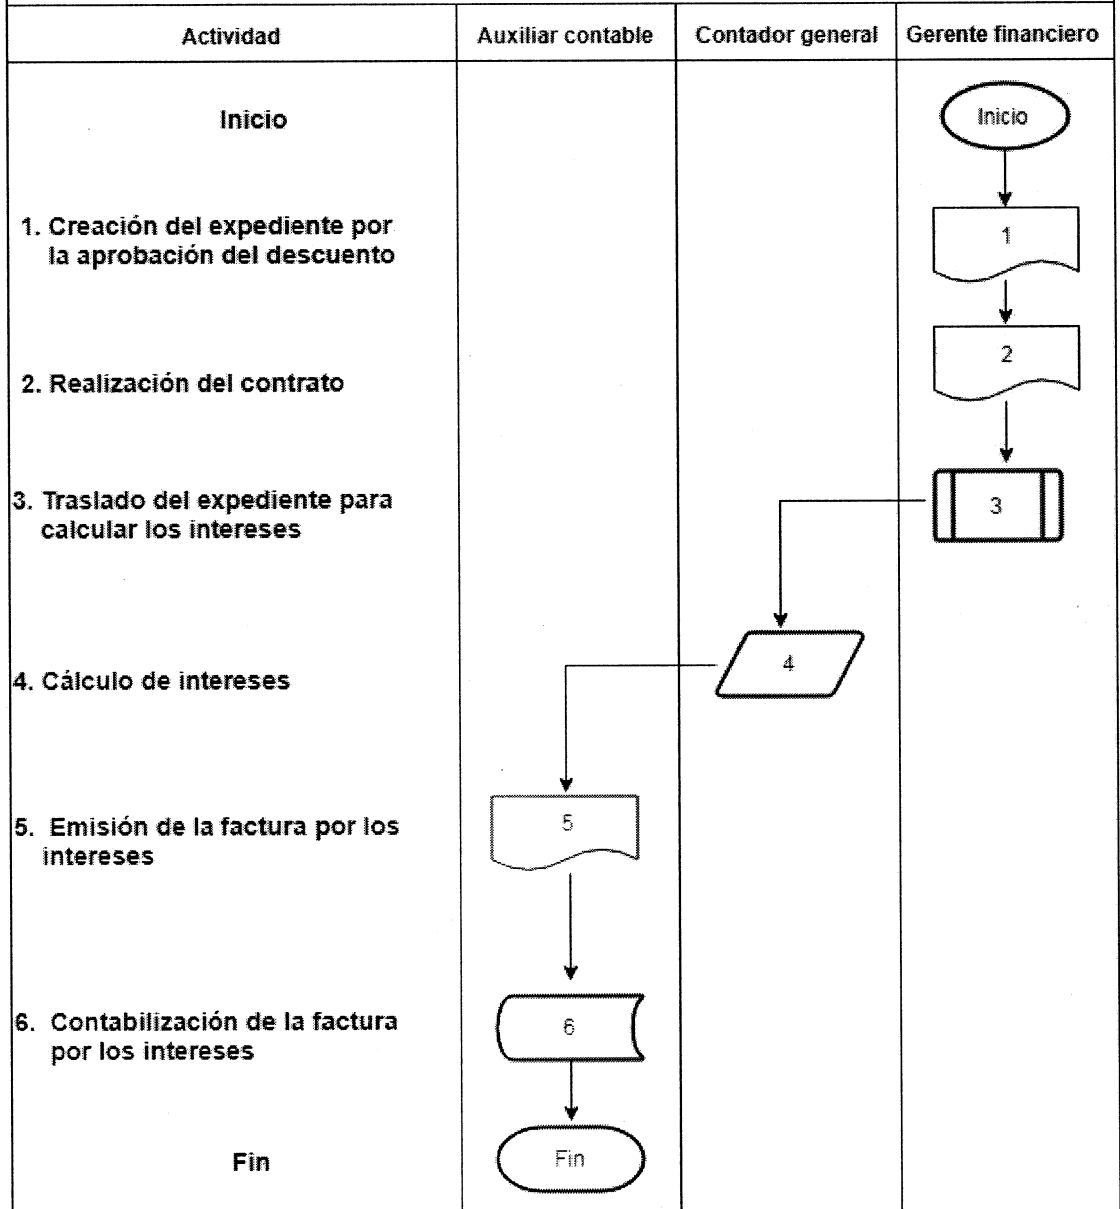 Actividad Auxiliar contable Contador general Gerente financiero
Inicio Inicio
1. Creación del expediente por
la aprobación del descuento
1
2. Realización del contrato
2
3. Traslado del expediente para
calcular los intereses
3
4. Cálculo de intereses
4
5. Emisión de la factura por los
intereses
5
6. Contabilización de la factura
por los intereses
6
Fin Fin